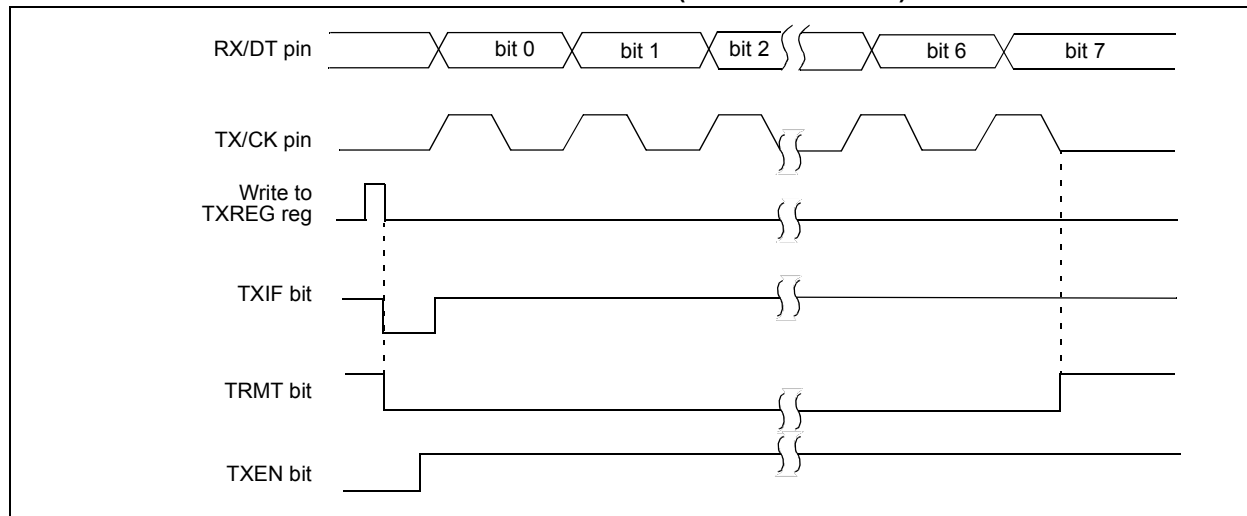 RX/DT pin
bit 0
bit 1
bit 2
bit 6
bit 7
TX/CK pin
Write to
TXREG reg
TXIF bit
TRMT bit
TXEN bit